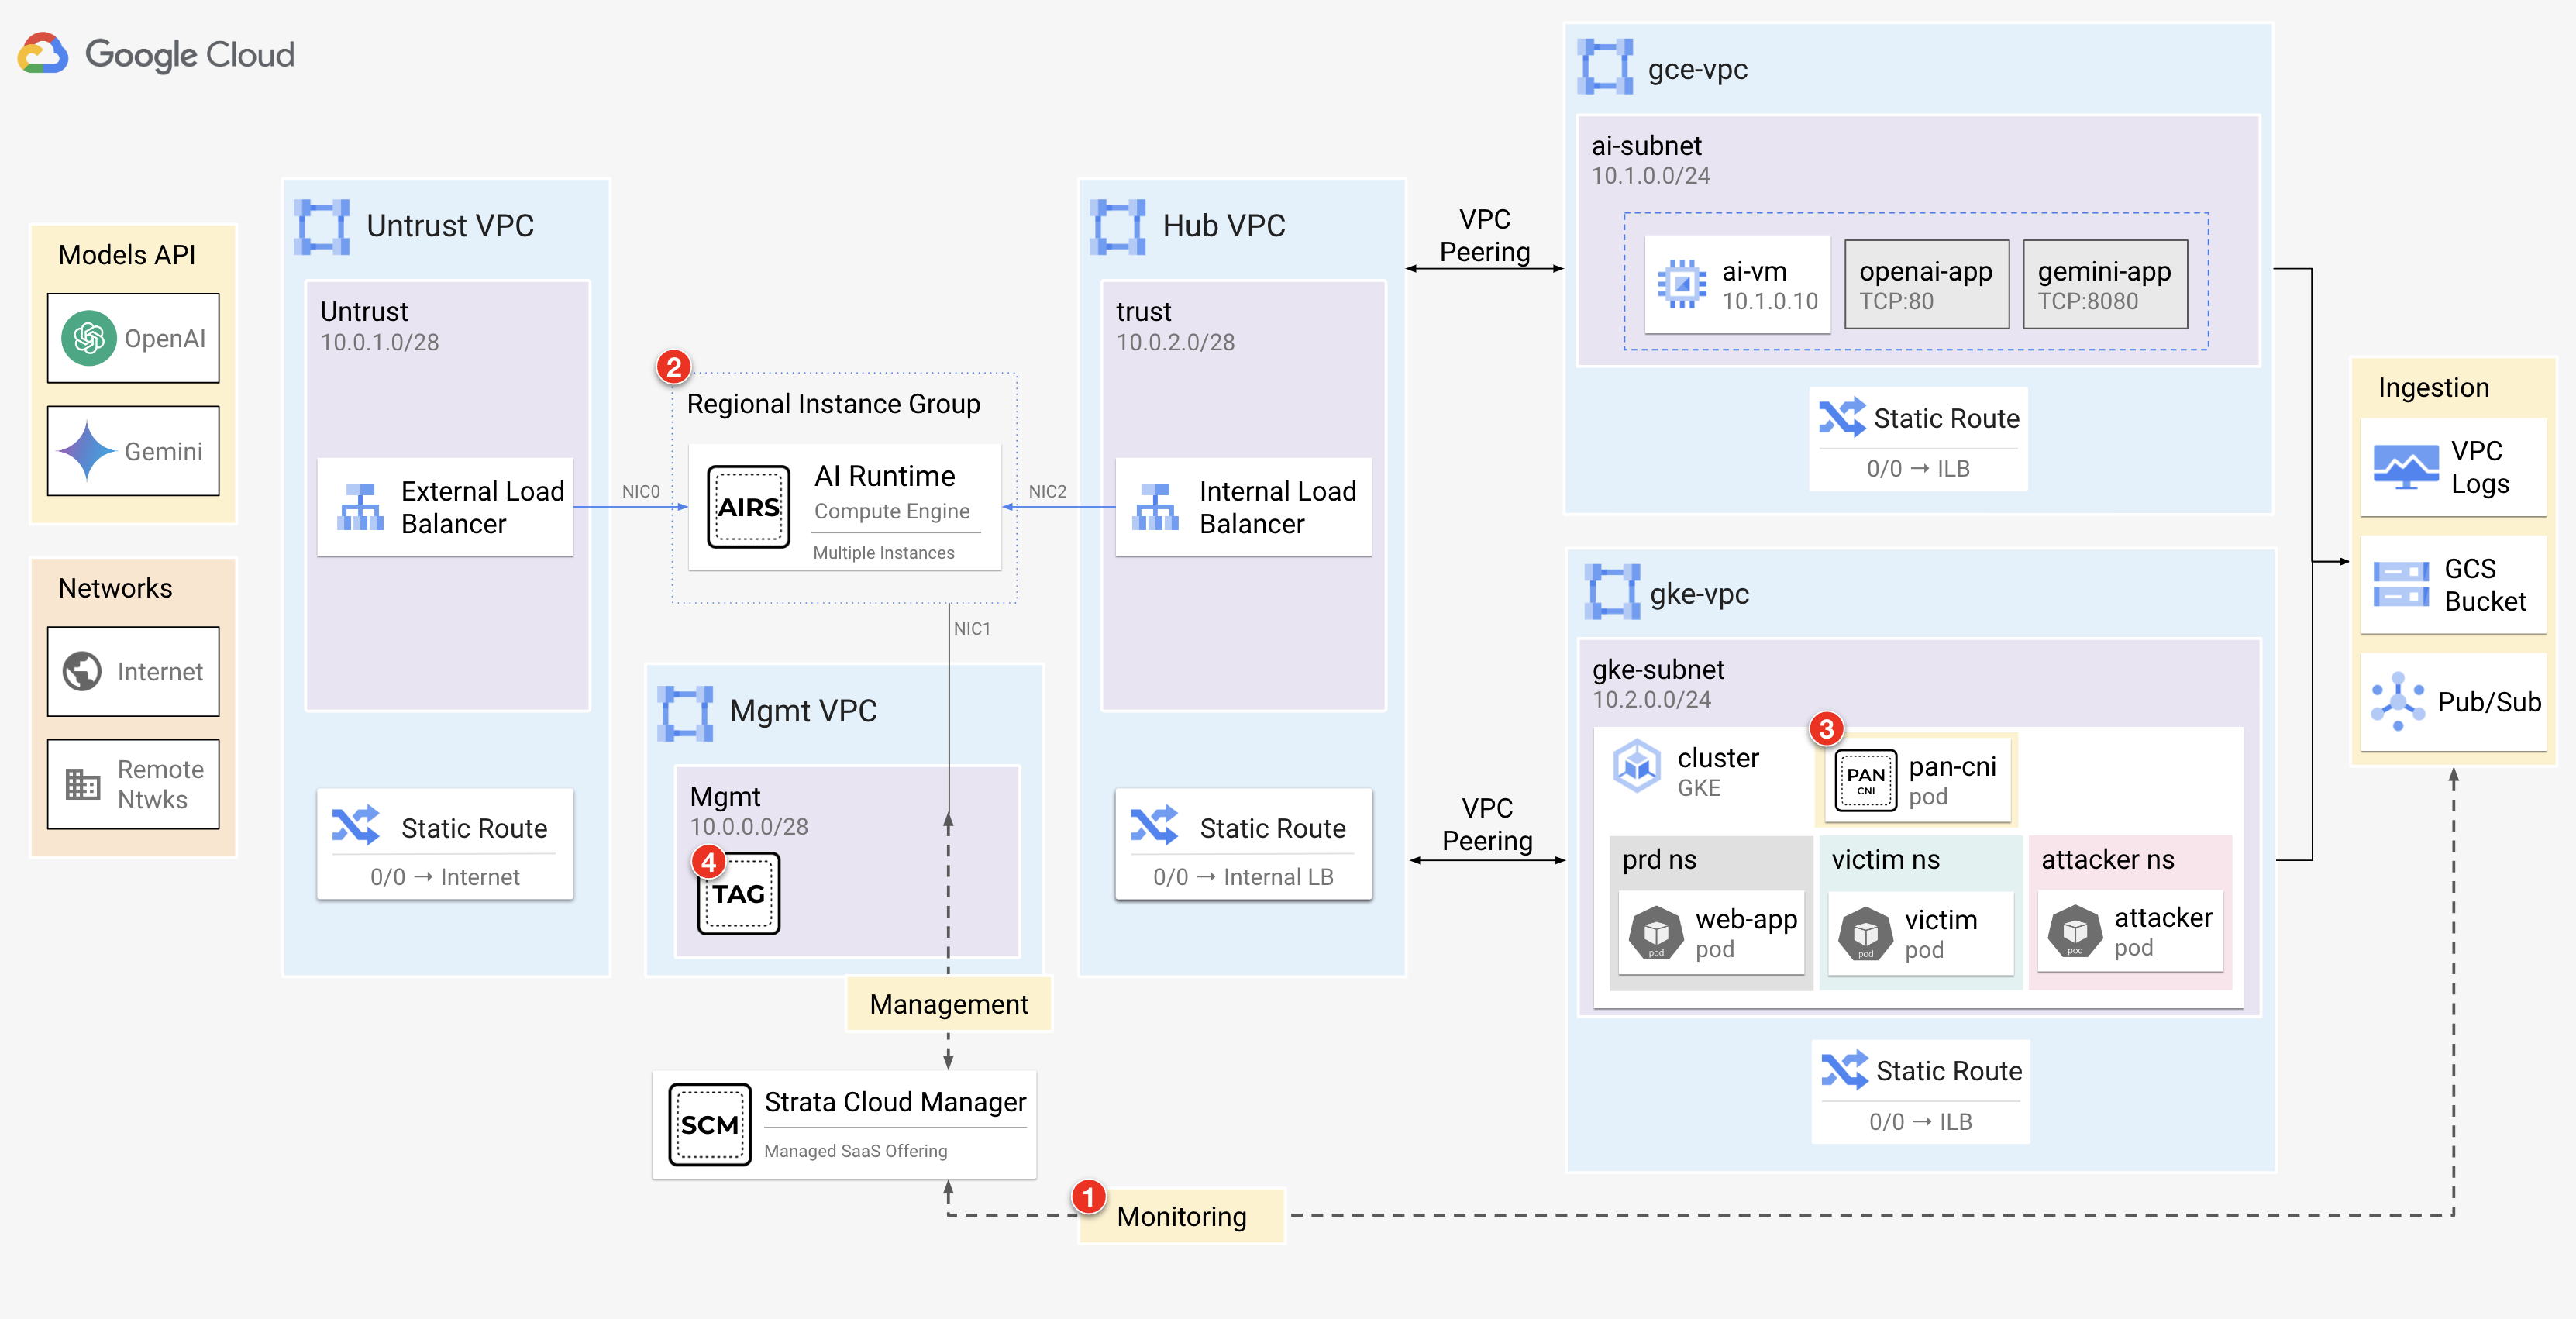 Google Cloud
Models API
OpenAI
Gemini
Networks
Internet
Remote
Ntwks
Untrust VPC
Untrust
10.0.1.0/28
External Load
Balancer
Static Route
0/0 → Internet
NIC0
2
Regional Instance Group
AIRS
AI Runtime
Compute Engine
Multiple Instances
NIC2
NIC1
Mgmt VPC
Mgmt
10.0.0.0/28
4
TAG
Management
SCM
Strata Cloud Manager
Managed SaaS Offering
1
Monitoring
Hub VPC
trust
10.0.2.0/28
Internal Load
Balancer
Static Route
0/0 → Internal LB
VPC
Peering
VPC
Peering
gce-vpc
ai-subnet
10.1.0.0/24
ai-vm
10.1.0.10
openai-app
TCP:80
gemini-app
TCP:8080
Static Route
0/0 → ILB
gke-vpc
gke-subnet
10.2.0.0/24
cluster
GKE
3
PAN
CNI
pan-cni
pod
prd ns
pod
web-app
pod
victim ns
pod
victim
pod
attacker ns
pod
attacker
pod
Static Route
0/0 → ILB
Ingestion
VPC
Logs
GCS
Bucket
Pub/Sub